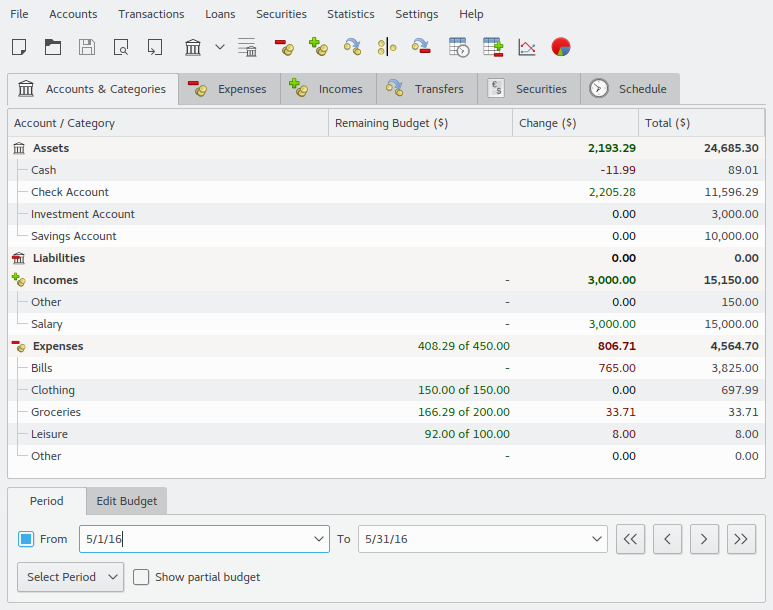 File Accounts Transactions Loans Securities Statistics Settings Help
Accounts & Categories Expenses Incomes Transfers Securities Schedule
Account / Category Remaining Budget ($) Change ($) Total ($)
Assets 2,193.29 24,685.30
Cash -11.99 89.01
Check Account 2,205.28 11,596.29
Investment Account 0.00 3,000.00
Savings Account 0.00 10,000.00
Liabilities 0.00 0.00
Incomes - 3,000.00 15,150.00
Other - 0.00 150.00
Salary - 3,000.00 15,000.00
Expenses 408.29 of 450.00 806.71 4,564.70
Bills - 765.00 3,825.00
Clothing 150.00 of 150.00 0.00 697.99
Groceries 166.29 of 200.00 33.71 33.71
Leisure 92.00 of 100.00 8.00 8.00
Other - 0.00 0.00
Period Edit Budget
From 5/1/16 To 5/31/16
Select Period Show partial budget